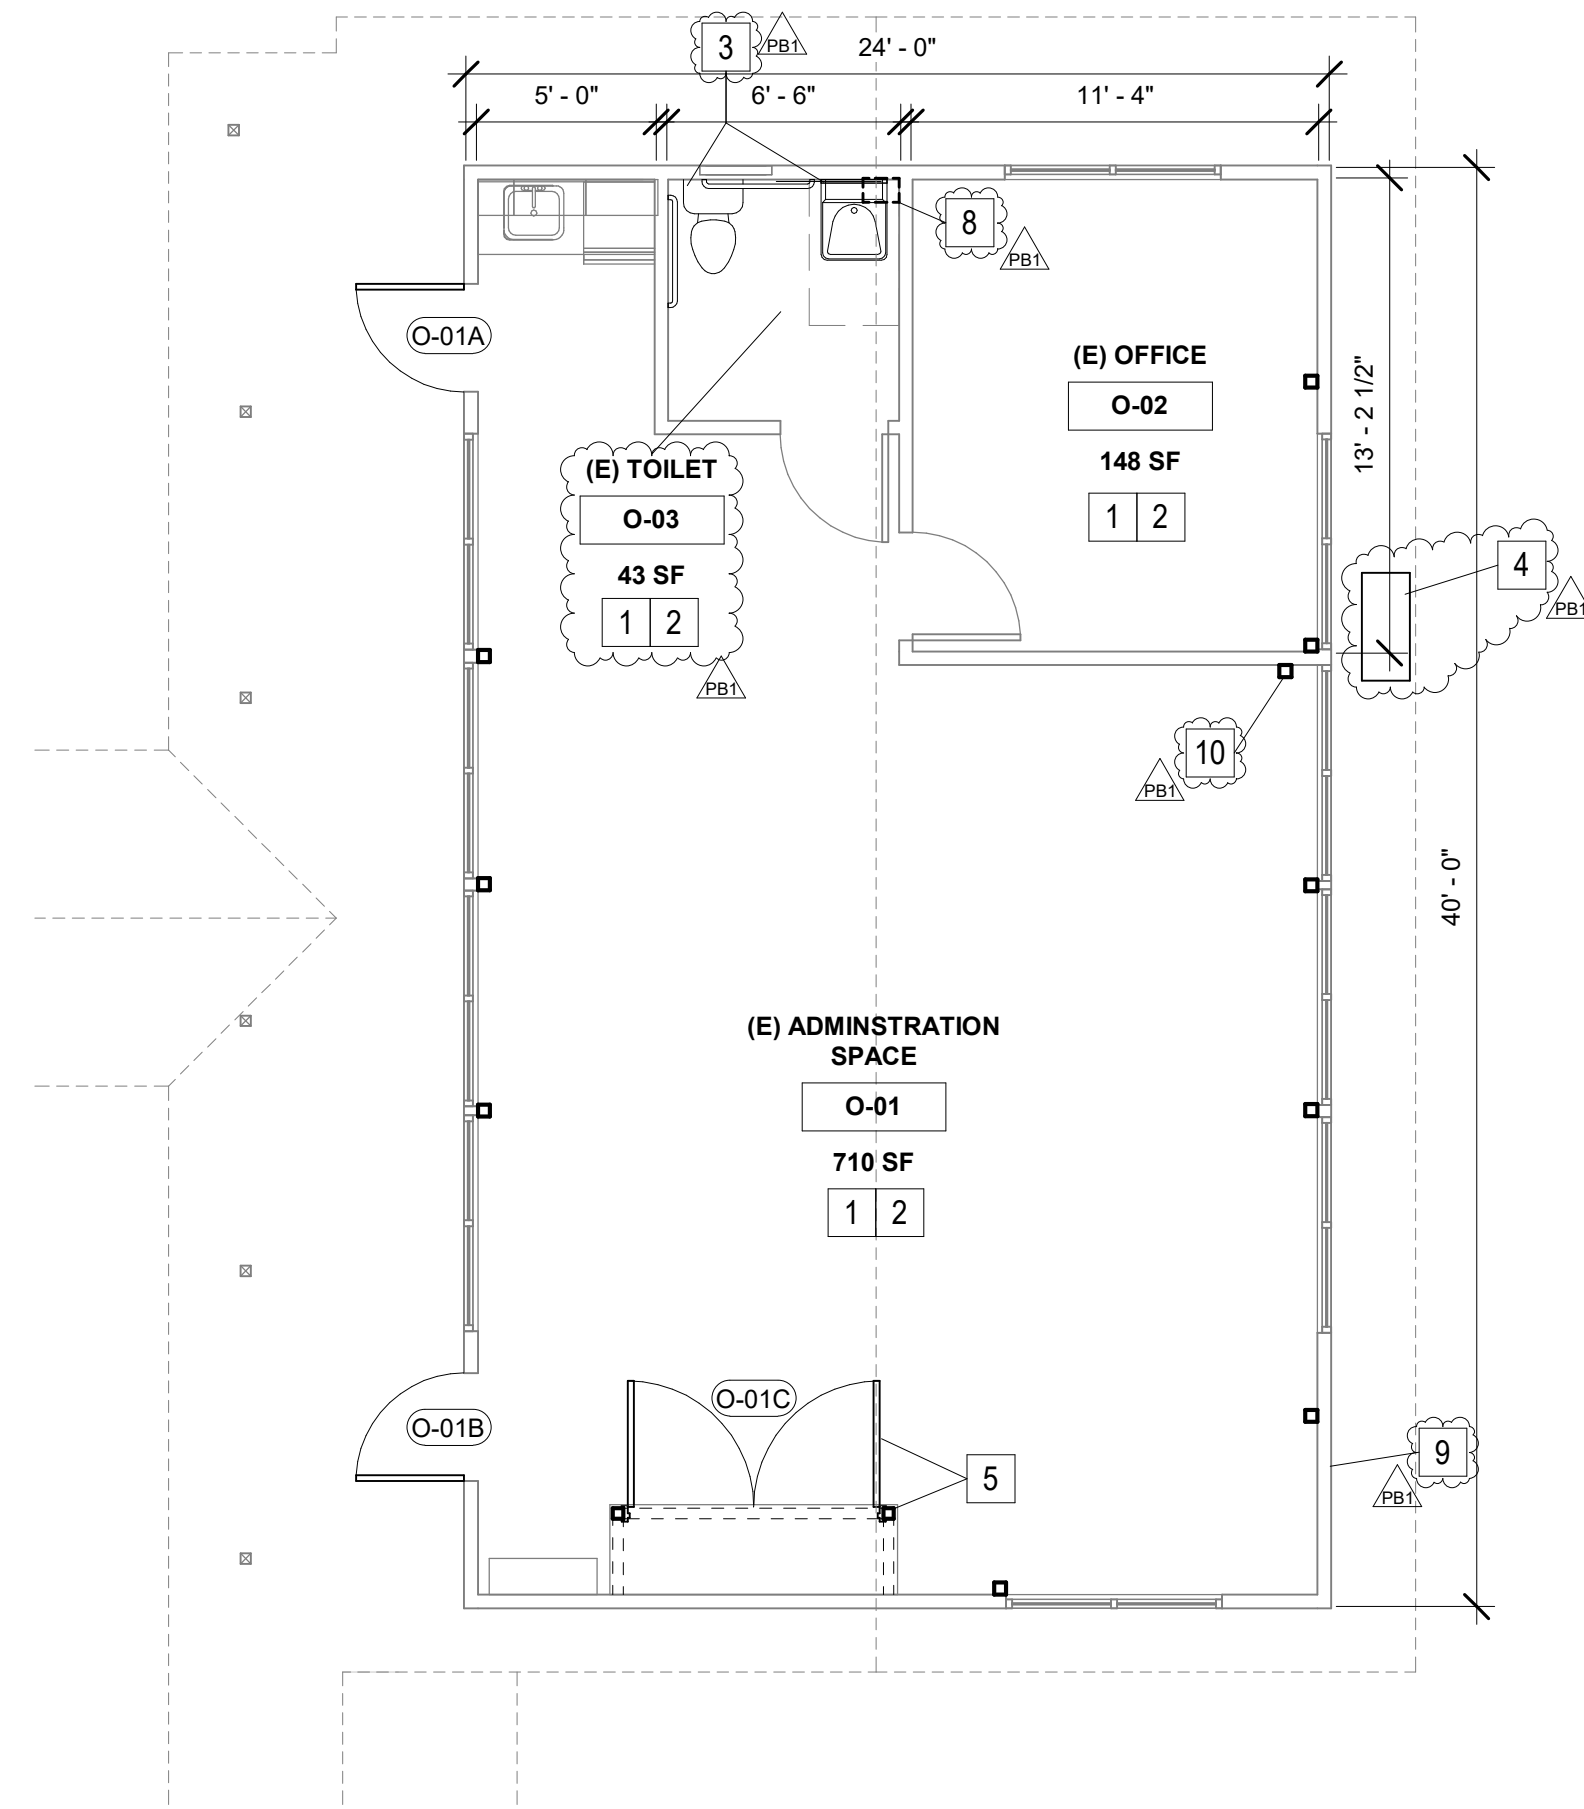 3
PB1
24' - 0"
5' - 0"
6' - 6"
11' - 4"
8
PB1
O-01A
(E) OFFICE
O-02
148 SF
1 2
13' - 2 1/2"
(E) TOILET
O-03
43 SF
1 2
PB1
4
PB1
10
PB1
40' - 0"
(E) ADMINSTRATION
SPACE
O-01
710 SF
1 2
O-01B
O-01C
5
9
PB1